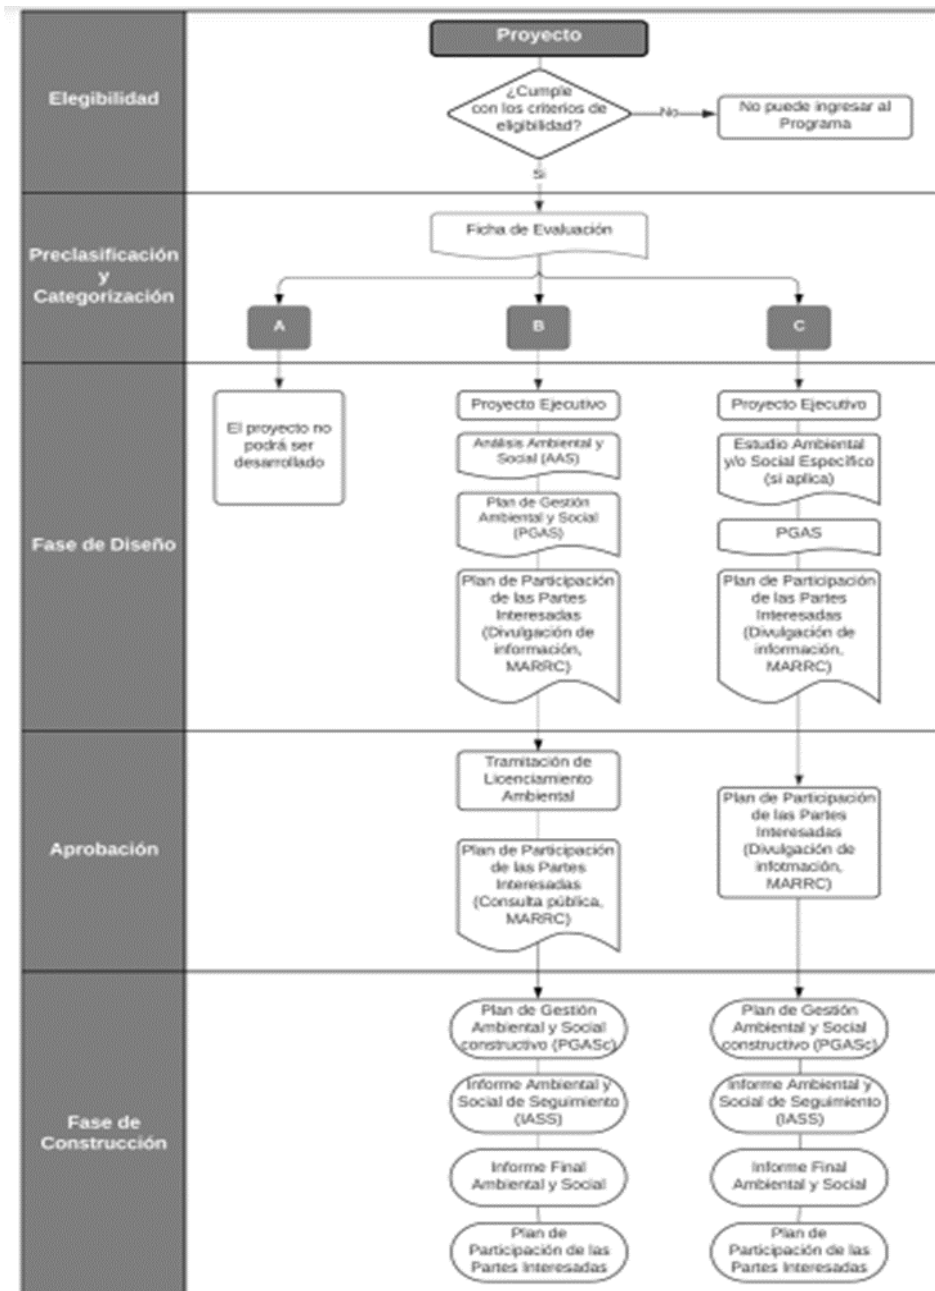 Elegibilidad
Proyecto
¿Cumple
con los criterios de
eligibilidad?
No
No puede ingresar al
Programa
Si
Preclasificación
y
Categorización
Ficha de Evaluación
A
B
C
Fase de Diseño
El proyecto no
podrá ser
desarrollado
Proyecto Ejecutivo
Análisis Ambiental y
Social (AAS)
Plan de Gestión
Ambiental y Social
(PGAS)
Plan de Participación
de las Partes
Interesadas
(Divulgación de
información,
MARRC)
Proyecto Ejecutivo
Estudio Ambiental
y/o Social Específico
(si aplica)
PGAS
Plan de Participación
de las Partes
Interesadas
(Divulgación de
información,
MARRC)
Aprobación
Tramitación de
Licenciamiento
Ambiental
Plan de Participación
de las Partes
Interesadas
(Consulta pública,
MARRC)
Plan de Participación
de las Partes
Interesadas
(Divulgación de
infotmación,
MARRC)
Fase de
Construcción
Plan de Gestión
Ambiental y Social
constructivo (PGASc)
Informe Ambiental y
Social de Seguimiento
(IASS)
Informe Final
Ambiental y Social
Plan de
Participación de las
Partes Interesadas
Plan de Gestión
Ambiental y Social
constructivo (PGASc)
Informe Ambiental y
Social de Seguimiento
(IASS)
Informe Final
Ambiental y Social
Plan de
Participación de las
Partes Interesadas